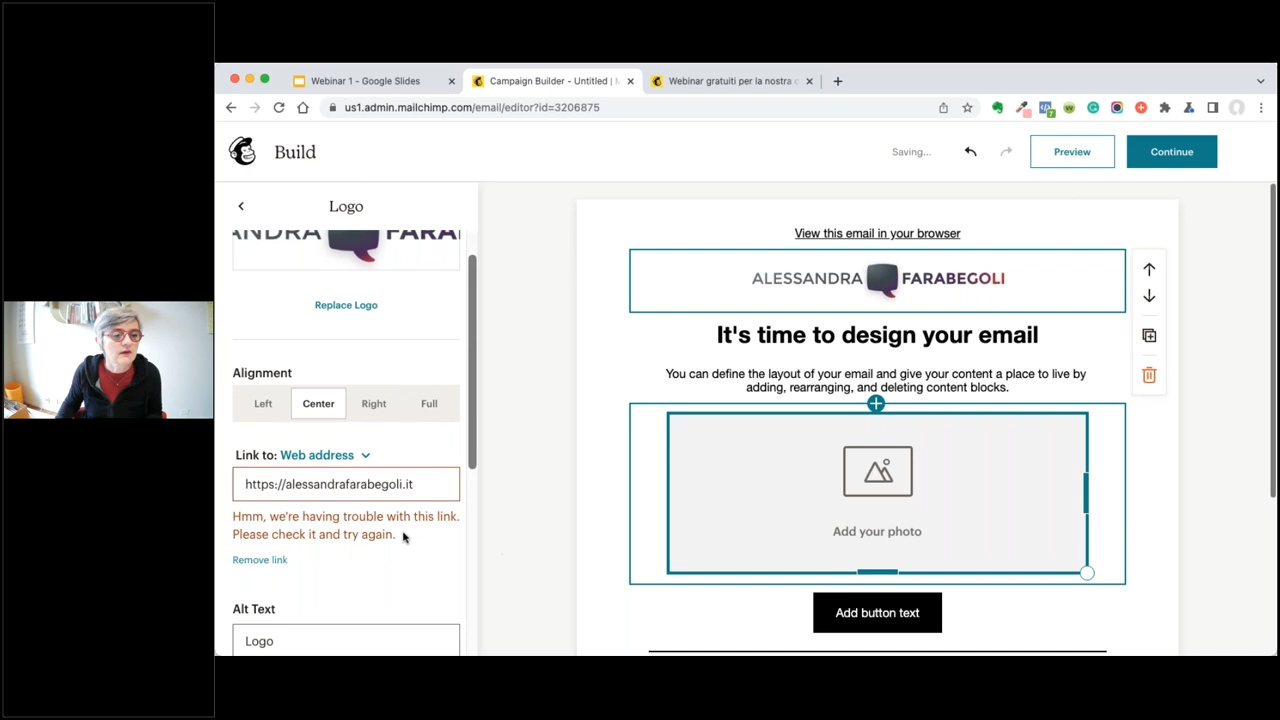 Webinar 1 - Google Slides
Campaign Builder - Untitled |
Webinar gratuiti per la nostra
us1.admin.mailchimp.com/email/editor?id=3206875
Build
Saving...
Preview
Continue
Logo
ANDRA FARA
Replace Logo
Alignment
Left Center Right Full
Link to: Web address
https://alessandrafarabegoli.it
Hmm, we're having trouble with this link.
Please check it and try again.
Remove link
Alt Text
Logo
View this email in your browser
ALESSANDRA FARABEGOLI
It's time to design your email
You can define the layout of your email and give your content a place to live by
adding, rearranging, and deleting content blocks.
Add your photo
Add button text